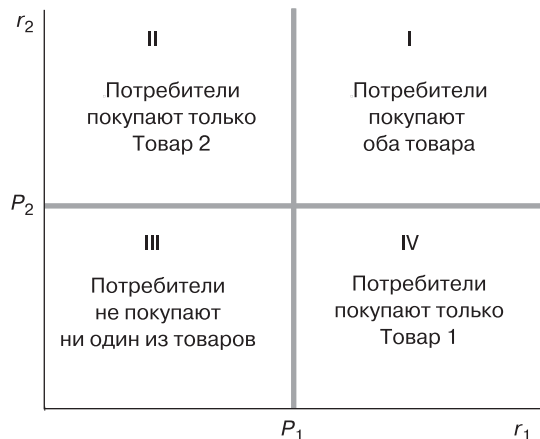 r₂
II
Потребители
покупают только
Товар 2
I
Потребители
покупают
оба товара
P₂
III
Потребители
не покупают
ни один из товаров
IV
Потребители
покупают только
Товар 1
P₁
r₁